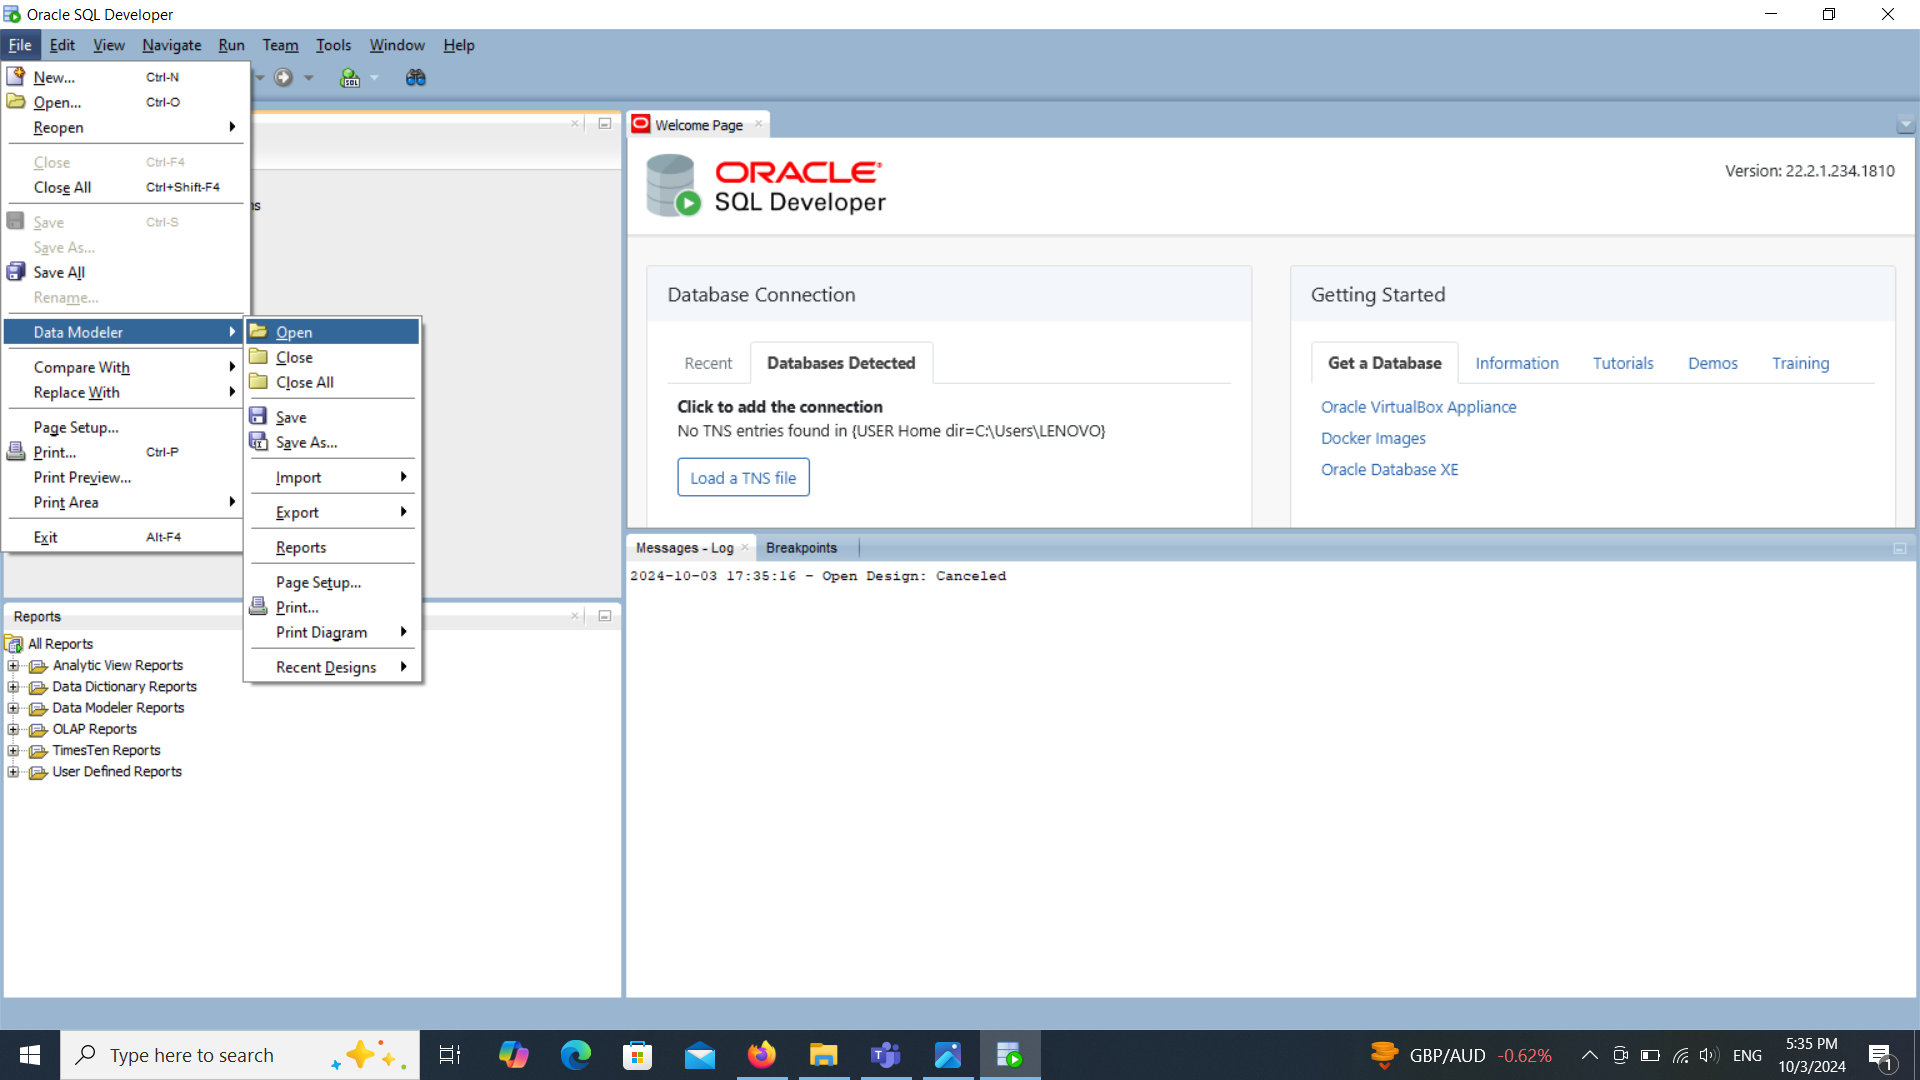 Oracle SQL Developer
File Edit View Navigate Run Team Tools Window Help
New... Ctrl-N
Open... Ctrl-O
Reopen
Close Ctrl-F4
Close All Ctrl+Shift-F4
Save Ctrl-S
Save As...
Save All
Rename...
Data Modeler
Compare With
Replace With
Page Setup...
Print... Ctrl-P
Print Preview...
Print Area
Exit Alt-F4
Open
Close
Close All
Save
Save As...
Import
Export
Reports
Page Setup...
Print...
Print Diagram
Recent Designs
SQL
Welcome Page
ORACLE
SQL Developer
Version: 22.2.1.234.1810
Database Connection
Recent Databases Detected
Click to add the connection
No TNS entries found in {USER Home dir=C:\Users\LENOVO}
Load a TNS file
Getting Started
Get a Database Information Tutorials Demos Training
Oracle VirtualBox Appliance
Docker Images
Oracle Database XE
Messages - Log Breakpoints
2024-10-03 17:35:16 - Open Design: Canceled
Reports
All Reports
Analytic View Reports
Data Dictionary Reports
Data Modeler Reports
OLAP Reports
TimesTen Reports
User Defined Reports
Type here to search
GBP/AUD -0.62%
ENG
5:35 PM
10/3/2024
1